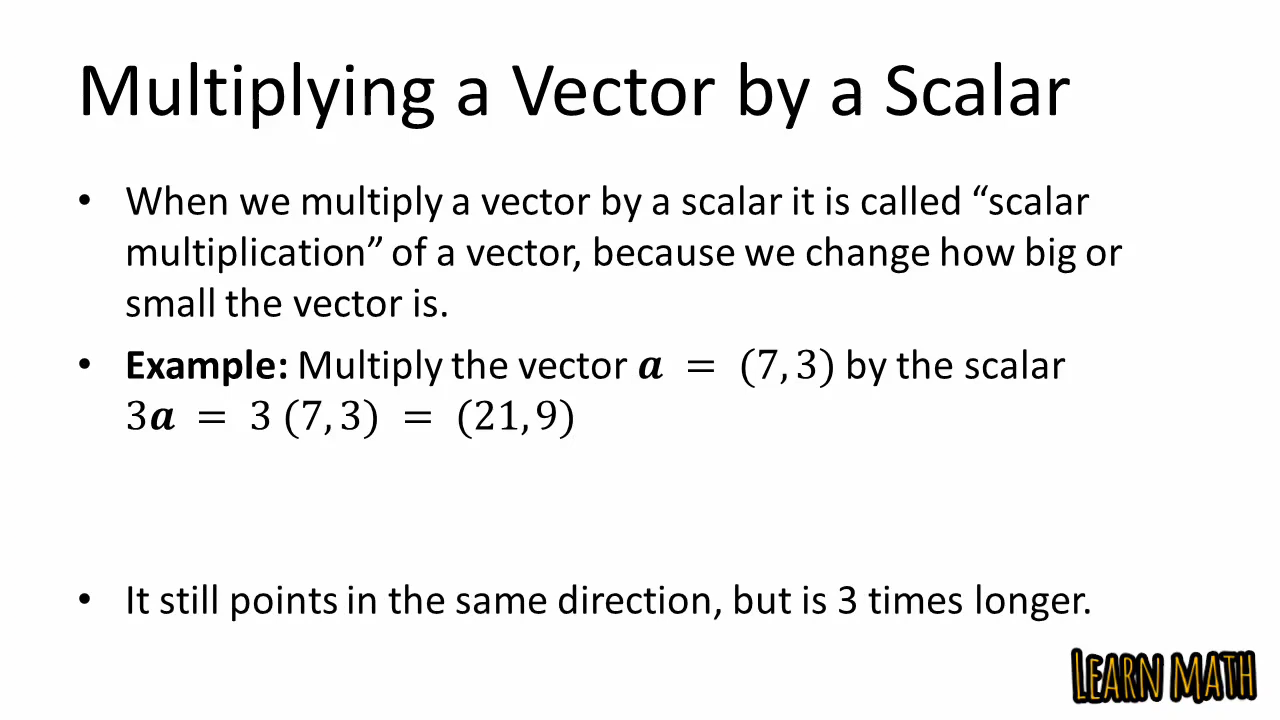 Multiplying a Vector by a Scalar
• When we multiply a vector by a scalar it is called “scalar
multiplication” of a vector, because we change how big or
small the vector is.
• Example: Multiply the vector 𝒂 = (7, 3) by the scalar
3𝒂 = 3 (7, 3) = (21, 9)
• It still points in the same direction, but is 3 times longer.
LEARN MATH